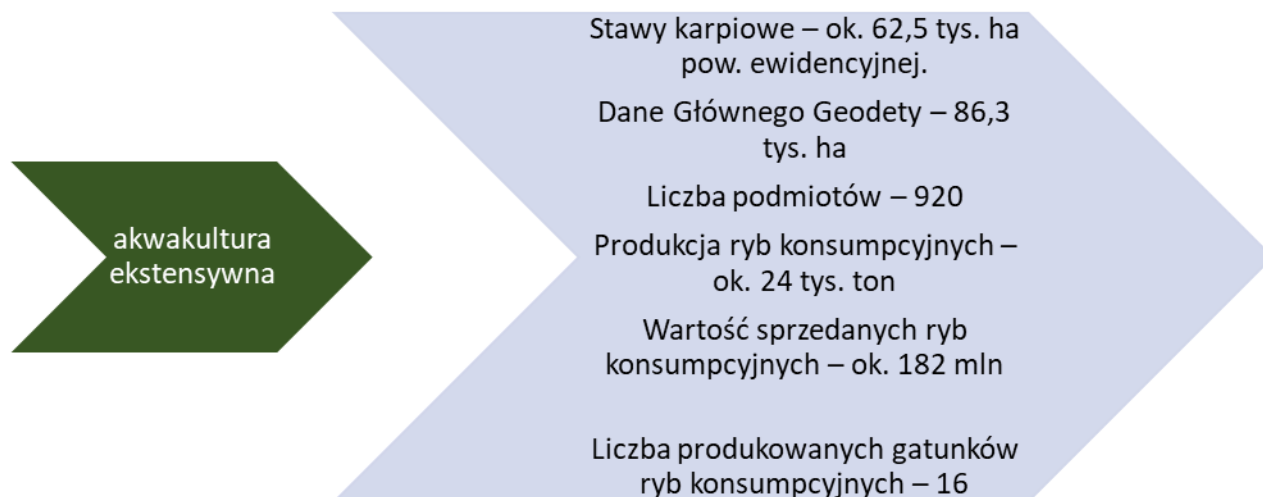 akwakultura
ekstensywna
Stawy karpiowe – ok. 62,5 tys. ha
pow. ewidencyjnej.
Dane Głównego Geodety – 86,3
tys. ha
Liczba podmiotów – 920
Produkcja ryb konsumpcyjnych –
ok. 24 tys. ton
Wartość sprzedanych ryb
konsumpcyjnych – ok. 182 mln
Liczba produkowanych gatunków
ryb konsumpcyjnych – 16